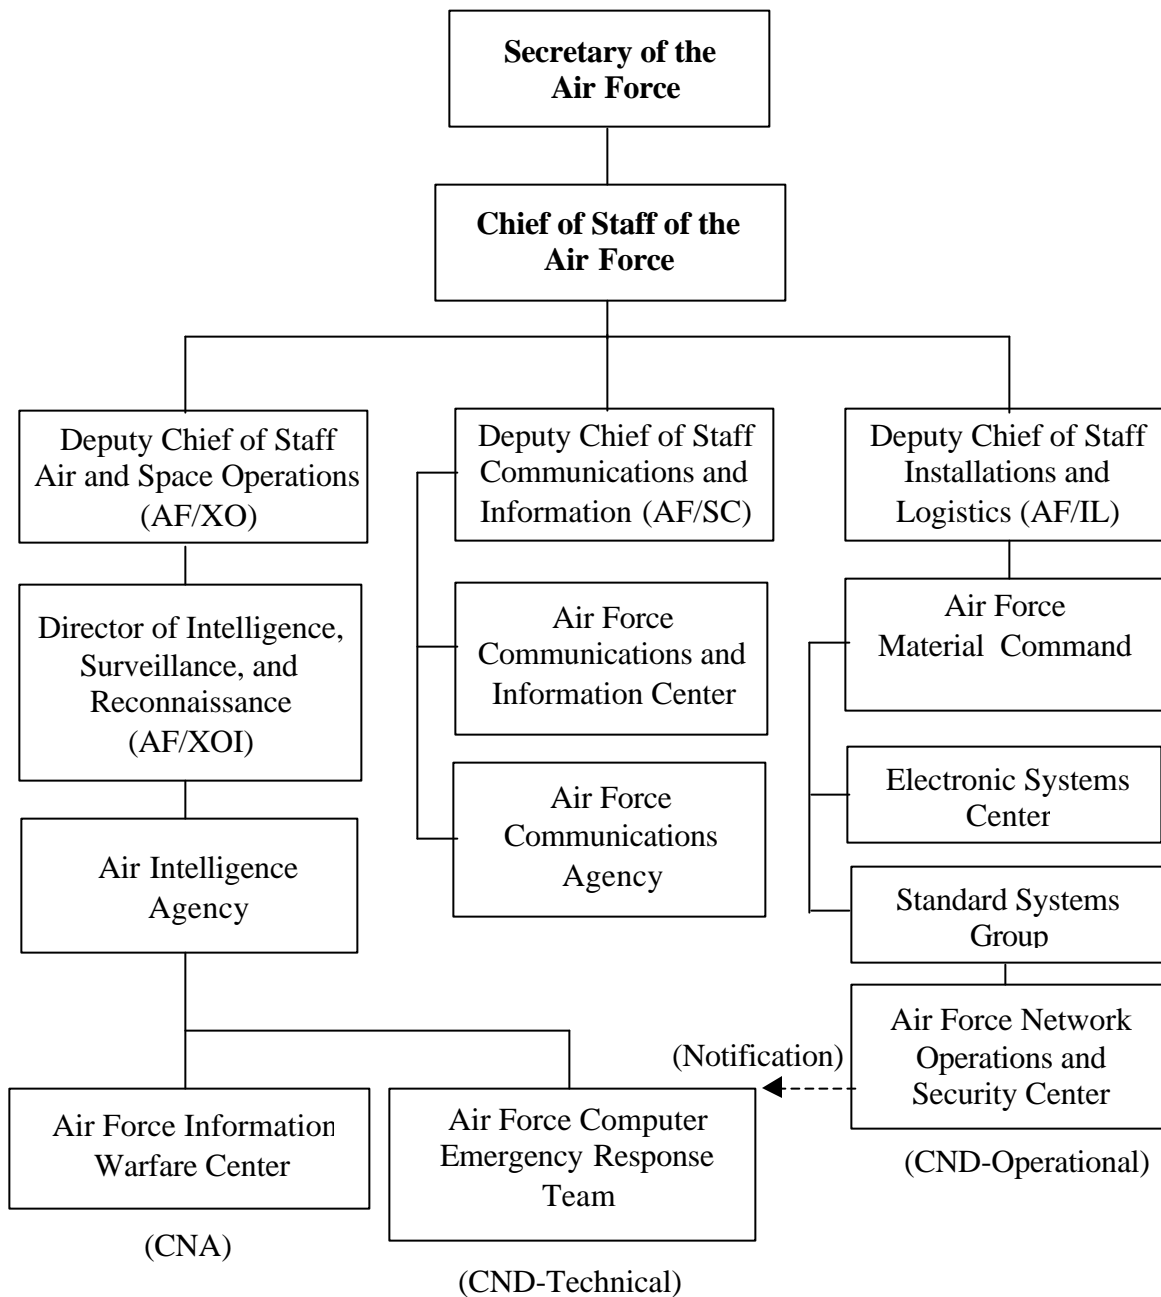 Secretary of the
Air Force
Chief of Staff of the
Air Force
Deputy Chief of Staff
Air and Space Operations
(AF/XO)
Deputy Chief of Staff
Communications and
Information (AF/SC)
Deputy Chief of Staff
Installations and
Logistics (AF/IL)
Director of Intelligence,
Surveillance, and
Reconnaissance
(AF/XOI)
Air Force
Communications and
Information Center
Air Force
Material Command
Air Intelligence
Agency
Air Force
Communications
Agency
Electronic Systems
Center
Standard Systems
Group
Air Force Network
Operations and
Security Center
(Notification)
Air Force Information
Warfare Center
Air Force Computer
Emergency Response
Team
(CND-Operational)
(CNA)
(CND-Technical)